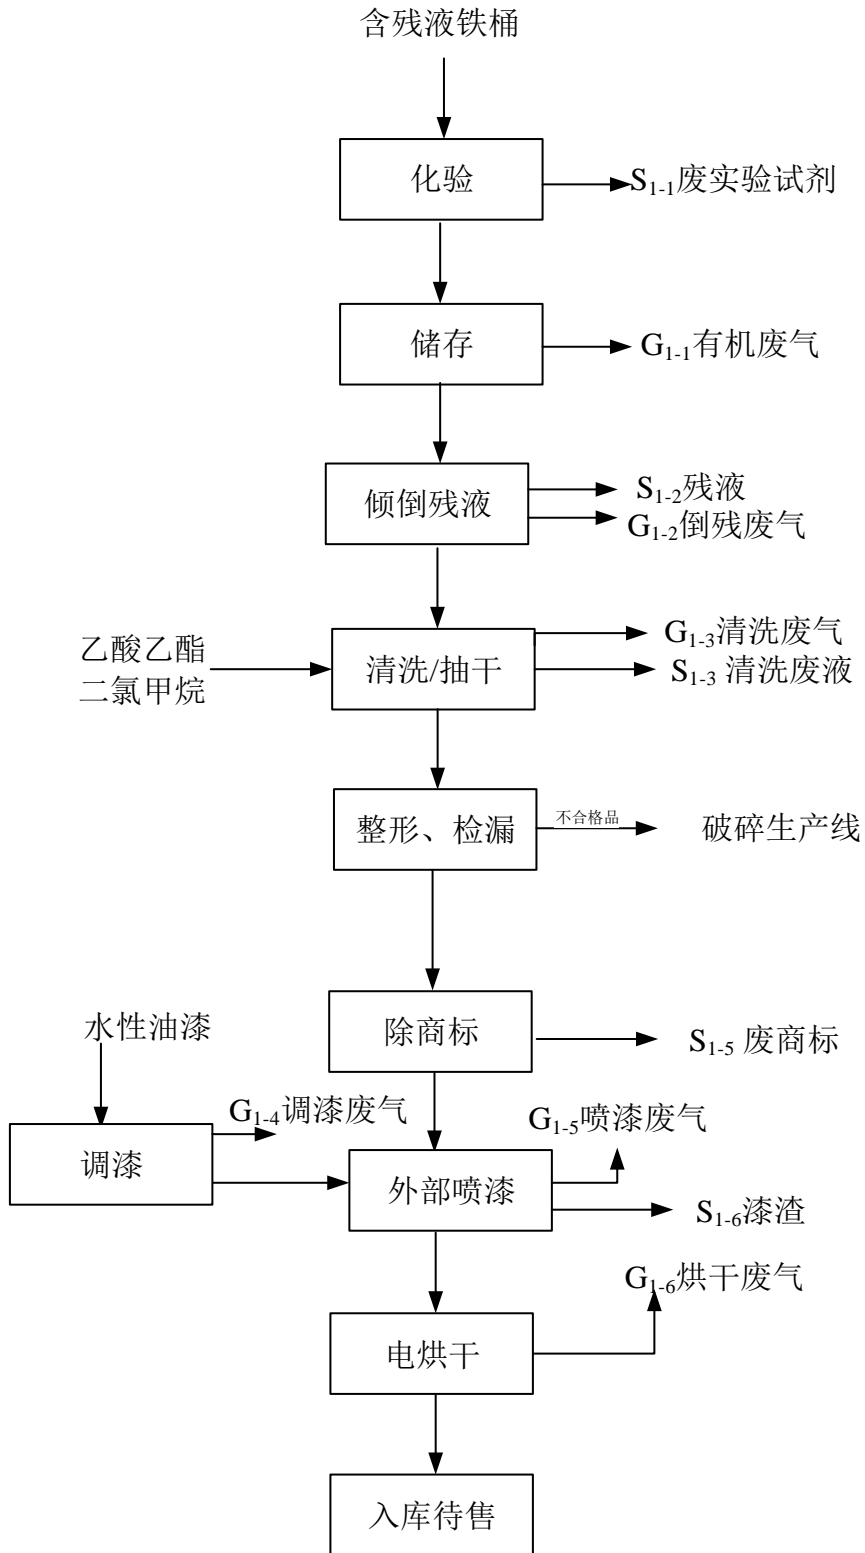 含残液铁桶
化验
S1-1废实验试剂
储存
G1-1有机废气
倾倒残液
S1-2残液
G1-2倒残废气
乙酸乙酯
二氯甲烷
清洗/抽干
G1-3清洗废气
S1-3 清洗废液
整形、检漏
不合格品
破碎生产线
除商标
S1-5 废商标
水性油漆
调漆
G1-4调漆废气
G1-5喷漆废气
外部喷漆
S1-6漆渣
G1-6烘干废气
电烘干
入库待售